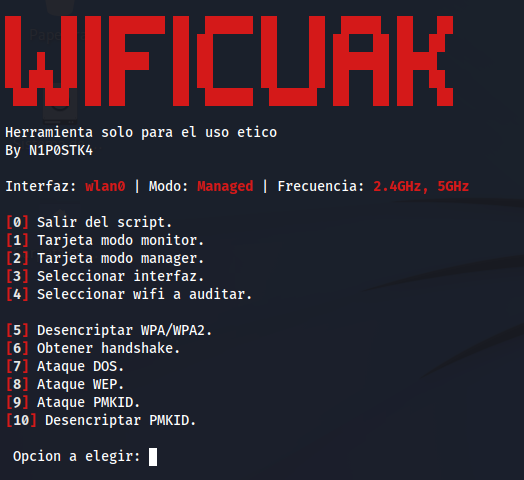 WIFICUAK
Herramienta solo para el uso etico
By N1P0STK4
Interfaz: wlan0 | Modo: Managed | Frecuencia: 2.4GHz, 5GHz
[0] Salir del script.
[1] Tarjeta modo monitor.
[2] Tarjeta modo manager.
[3] Seleccionar interfaz.
[4] Seleccionar wifi a auditar.
[5] Desencriptar WPA/WPA2.
[6] Obtener handshake.
[7] Ataque DOS.
[8] Ataque WEP.
[9] Ataque PMKID.
[10] Desencriptar PMKID.
Opcion a elegir: